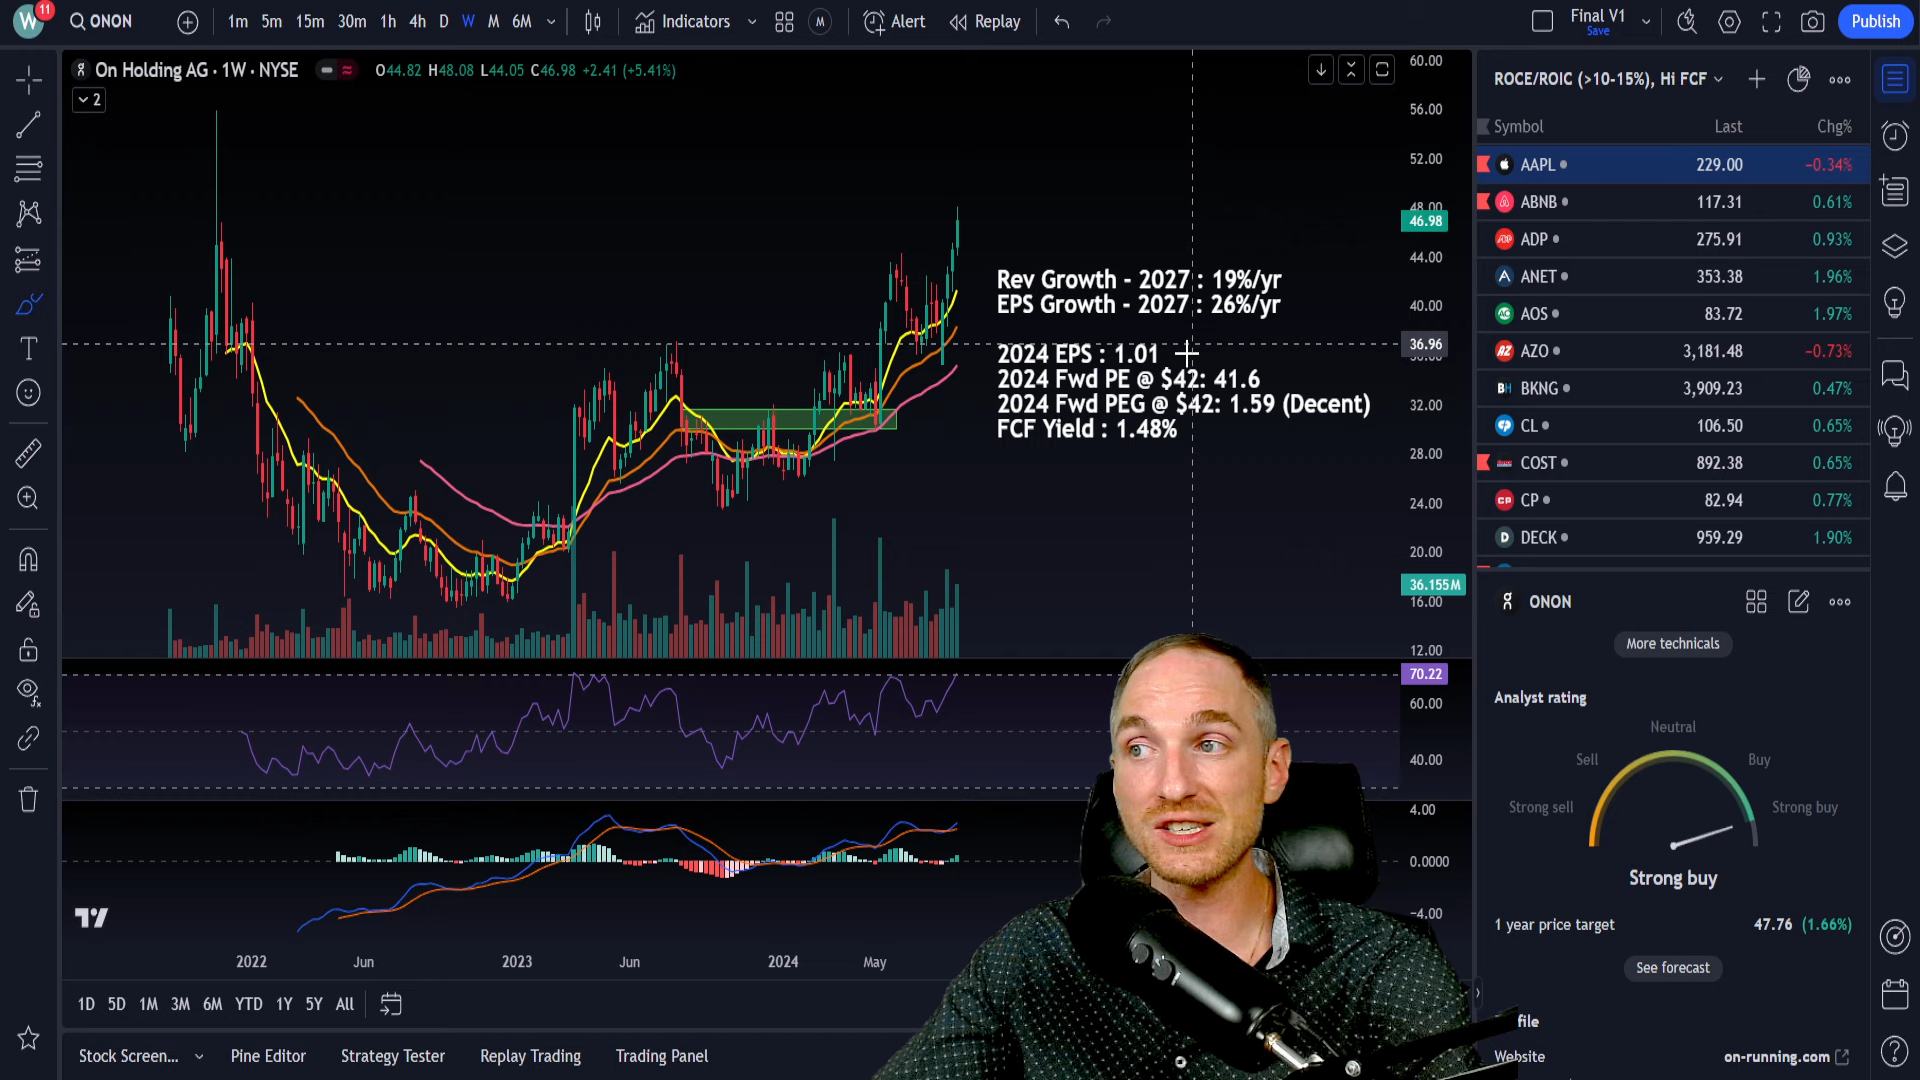 W 11 ONON 1m 5m 15m 30m 1h 4h D W M 6M Indicators M Alert Replay Final V1 Save Publish
On Holding AG · 1W · NYSE O44.82 H48.08 L44.05 C46.98 +2.41 (+5.41%)
2
60.00
56.00
52.00
48.00
46.98
44.00
40.00
36.96
32.00
28.00
24.00
20.00
36.155M
16.00
12.00
70.22
60.00
40.00
4.00
0.0000
−4.00
Rev Growth - 2027 : 19%/yr
EPS Growth - 2027 : 26%/yr
2024 EPS : 1.01
2024 Fwd PE @ $42: 41.6
2024 Fwd PEG @ $42: 1.59 (Decent)
FCF Yield : 1.48%
2022 Jun 2023 Jun 2024 May
1D 5D 1M 3M 6M YTD 1Y 5Y All
Stock Screen... Pine Editor Strategy Tester Replay Trading Trading Panel
ROCE/ROIC (>10-15%), Hi FCF
Symbol Last Chg%
AAPL 229.00 −0.34%
ABNB 117.31 0.61%
ADP 275.91 0.93%
ANET 353.38 1.96%
AOS 83.72 1.97%
AZO 3,181.48 −0.73%
BKNG 3,909.23 0.47%
CL 106.50 0.65%
COST 892.38 0.65%
CP 82.94 0.77%
DECK 959.29 1.90%
ONON
More technicals
Analyst rating
Neutral
Sell Buy
Strong sell Strong buy
Strong buy
1 year price target 47.76 (1.66%)
See forecast
Website on-running.com